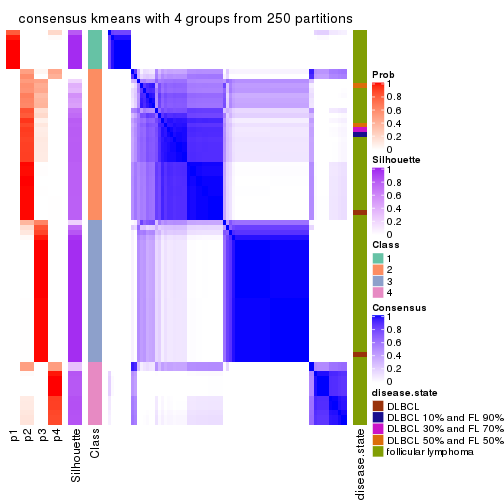 consensus kmeans with 4 groups from 250 partitions
Prob
1
0.8
0.6
0.4
0.2
0
Silhouette
1
0.8
0.6
0.4
0.2
0
Class
1
2
3
4
Consensus
1
0.8
0.6
0.4
0.2
0
disease.state
DLBCL
DLBCL 10% and FL 90%
DLBCL 30% and FL 70%
DLBCL 50% and FL 50%
follicular lymphoma
p1
p2
p3
p4
Silhouette
Class
disease.state